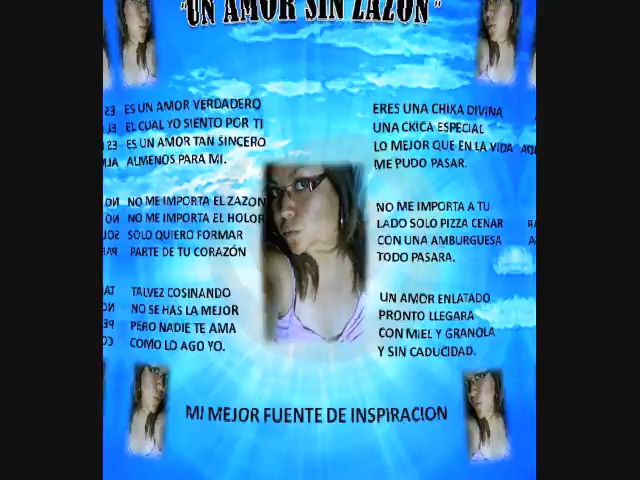 "UN AMOR SIN ZAZON"
ES UN AMOR VERDADERO
EL CUAL YO SIENTO POR TI
ES UN AMOR TAN SINCERO
ALMENOS PARA MI.
NO ME IMPORTA EL ZAZON
NO ME IMPORTA EL HOLOR
SOLO QUIERO FORMAR
PARTE DE TU CORAZÓN
TALVEZ COSINANDO
NO SE HAS LA MEJOR
PERO NADIE TE AMA
COMO LO AGO YO.
ERES UNA CHIKA DIVINA
UNA CKICA ESPECIAL
LO MEJOR QUE EN LA VIDA
ME PUDO PASAR.
NO ME IMPORTA A TU
LADO SOLO PIZZA CENAR
CON UNA AMBURGUESA
TODO PASARA.
UN AMOR ENLATADO
PRONTO LLEGARA
CON MIEL Y GRANOLA
Y SIN CADUCIDAD.
MI MEJOR FUENTE DE INSPIRACION